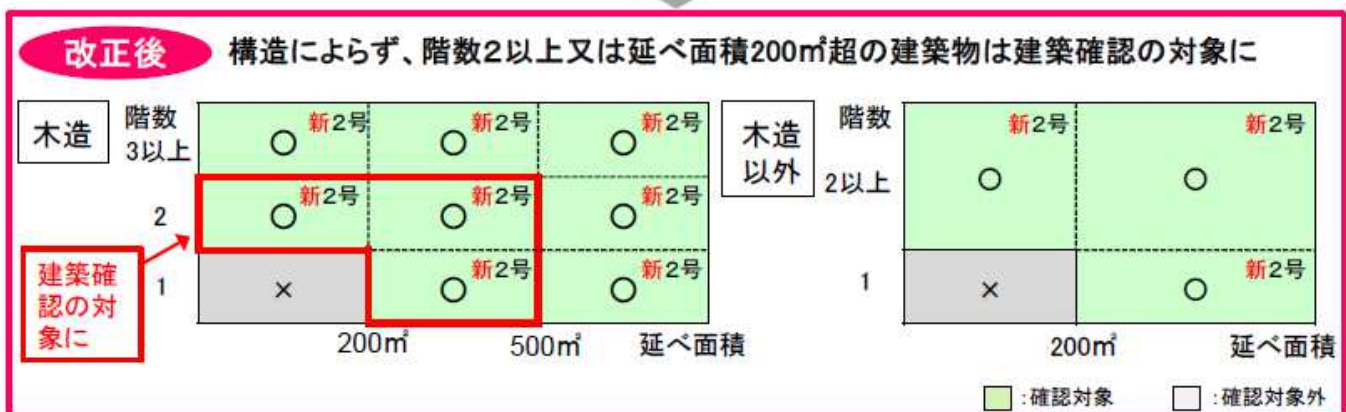 改正後 構造によらず、階数2以上又は延べ面積200㎡超の建築物は建築確認の対象に
木造
階数
3以上
○ 新2号
○ 新2号
○ 新2号
2
○ 新2号
○ 新2号
○ 新2号
1
×
○ 新2号
○ 新2号
200㎡
500㎡
延べ面積
建築確
認の対
象に
木造
以外
階数
2以上
○ 新2号
○ 新2号
1
×
○ 新2号
200㎡
延べ面積
:確認対象
:確認対象外